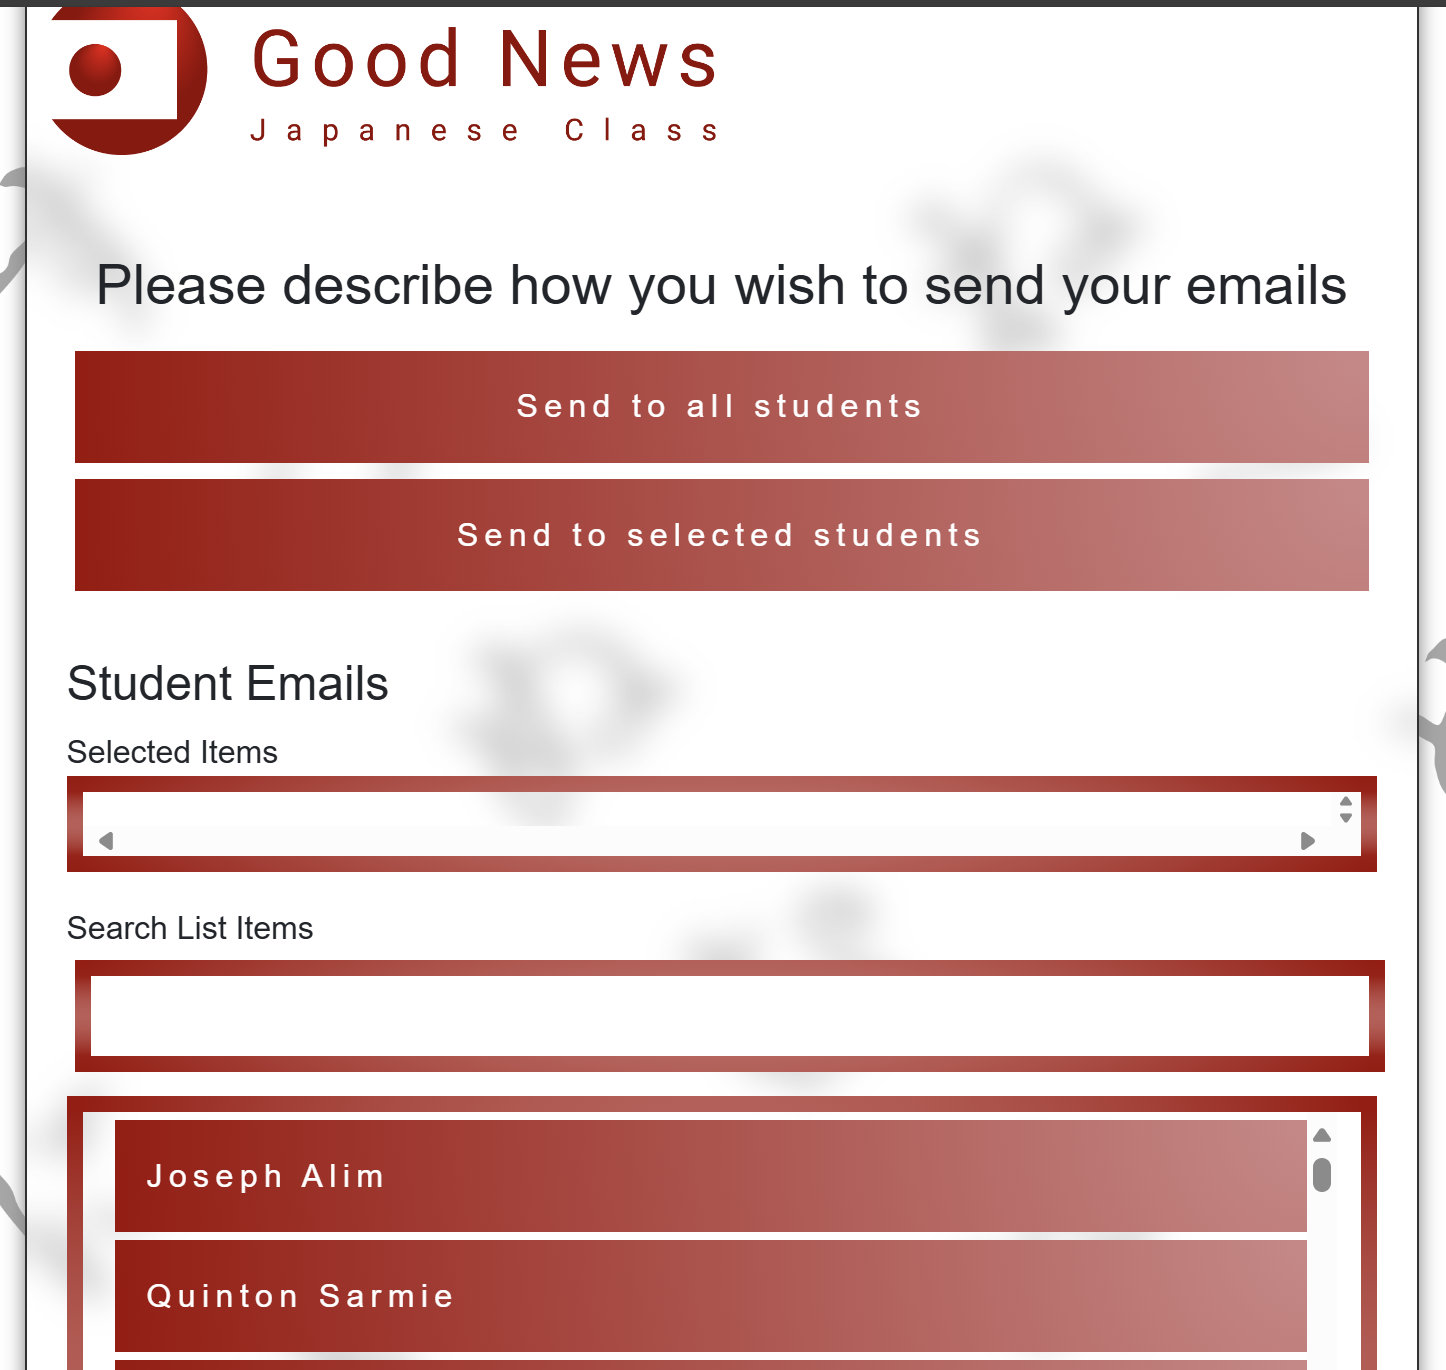 Good News
Japanese Class
Please describe how you wish to send your emails
Send to all students
Send to selected students
Student Emails
Selected Items
Search List Items
Joseph Alim
Quinton Sarmie